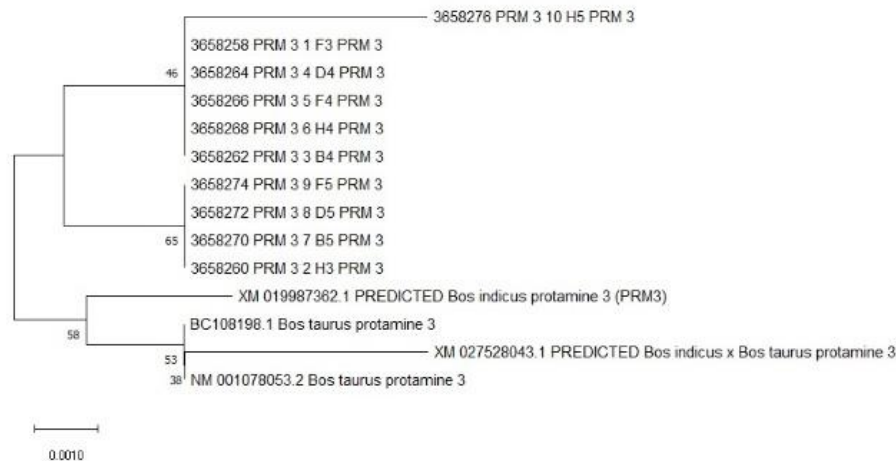 3658276 PRM 3 10 H5 PRM 3
3658258 PRM 3 1 F3 PRM 3
46
3658264 PRM 3 4 D4 PRM 3
3658266 PRM 3 5 F4 PRM 3
3658268 PRM 3 6 H4 PRM 3
3658262 PRM 3 3 B4 PRM 3
3658274 PRM 3 9 F5 PRM 3
3658272 PRM 3 8 D5 PRM 3
65
3658270 PRM 3 7 B5 PRM 3
3658260 PRM 3 2 H3 PRM 3
XM 019987362.1 PREDICTED Bos indicus protamine 3 (PRM3)
58
BC108198.1 Bos taurus protamine 3
53
XM 027528043.1 PREDICTED Bos indicus x Bos taurus protamine 3
38
NM 001078053.2 Bos taurus protamine 3
0.0010